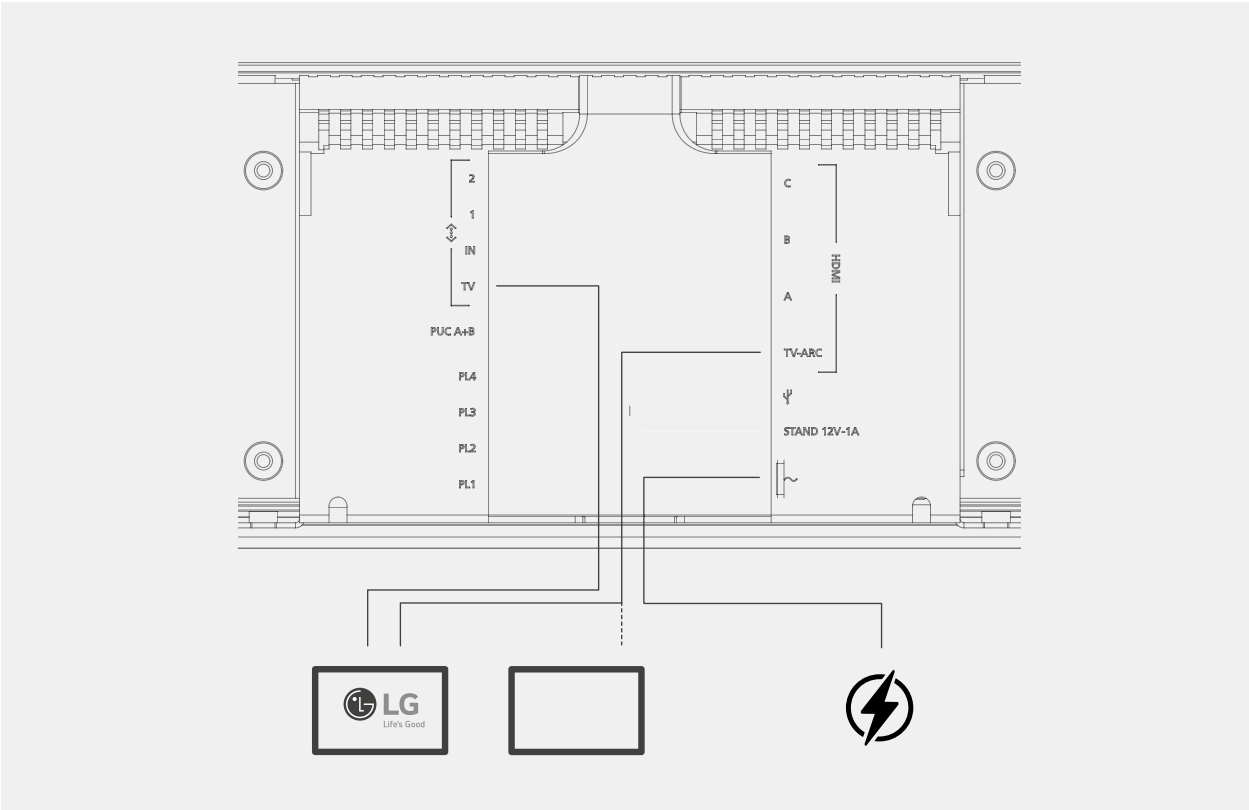 2
1
IN
TV
PUC A+B
PL4
PL3
PL2
PL1
C
B
HDMI
A
TV-ARC
STAND 12V-1A
LG
Life's Good